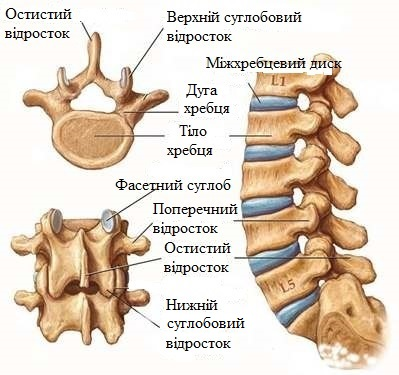 Остистий
відросток
Верхній суглобовий
відросток
Міжхребцевий диск
L1
Дуга
хребця
Тіло
хребця
Фасетний суглоб
Поперечний
відросток
Остистий
відросток
L5
Нижній
суглобовий
відросток